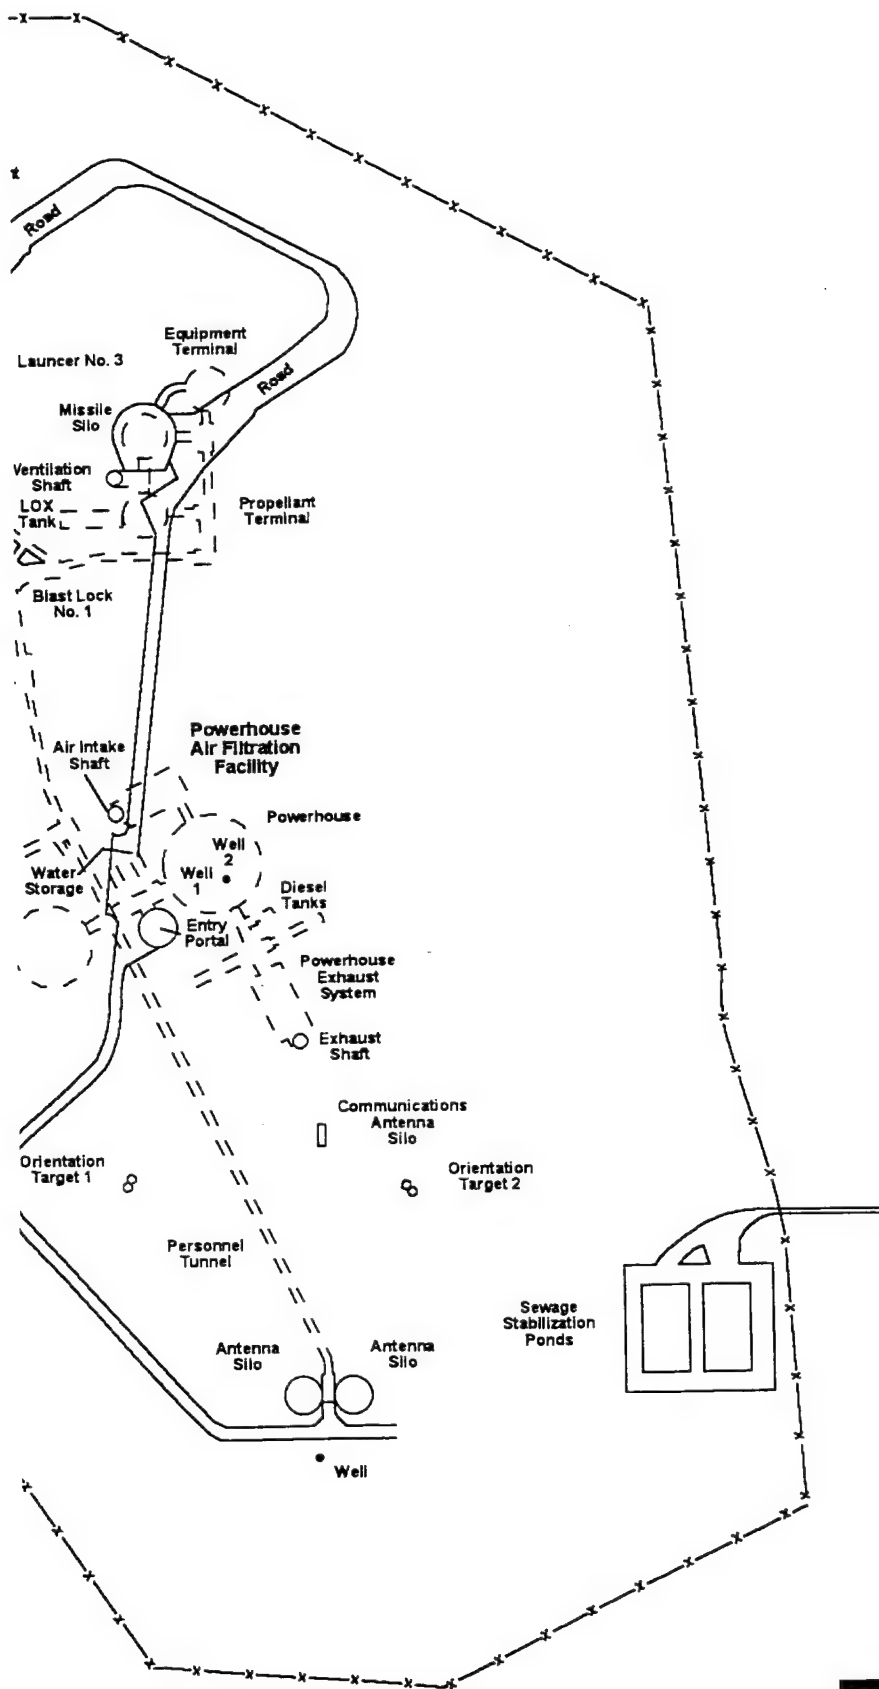 Road
Equipment
Terminal
Launcer No. 3
Road
Missile
Silo
Ventilation
Shaft
LOX
Tank
Propellant
Terminal
Blast Lock
No. 1
Powerhouse
Air Filtration
Facility
Air Intake
Shaft
Powerhouse
Well
2
Well
1
Water
Storage
Diesel
Tanks
Entry
Portal
Powerhouse
Exhaust
System
Exhaust
Shaft
Communications
Antenna
Silo
Orientation
Target 1
Orientation
Target 2
Personnel
Tunnel
Sewage
Stabilization
Ponds
Antenna
Silo
Antenna
Silo
Well